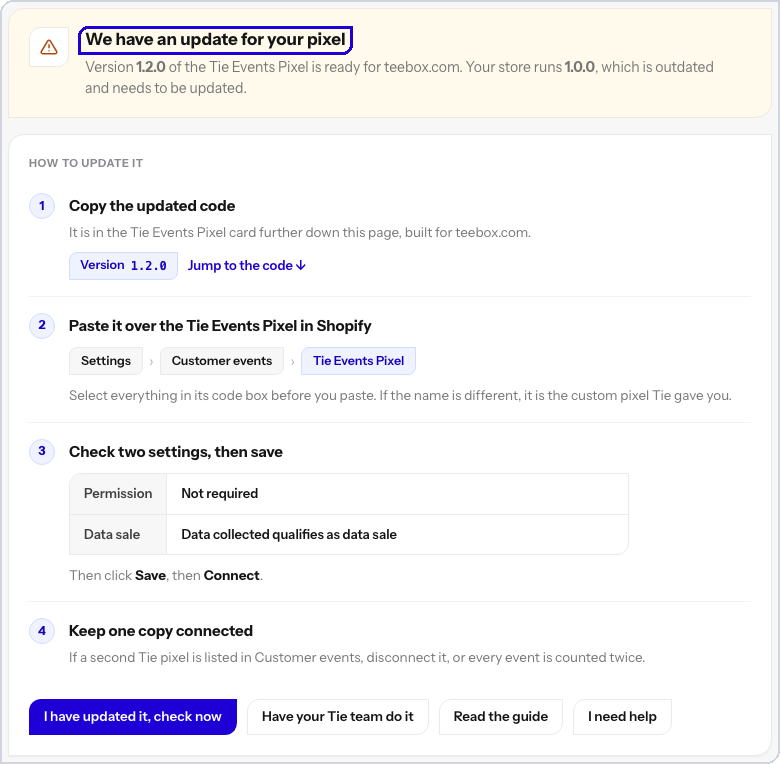 We have an update for your pixel
Version 1.2.0 of the Tie Events Pixel is ready for teebox.com. Your store runs 1.0.0, which is outdated
and needs to be updated.
HOW TO UPDATE IT
1 Copy the updated code
It is in the Tie Events Pixel card further down this page, built for teebox.com.
Version 1.2.0 Jump to the code ↓
2 Paste it over the Tie Events Pixel in Shopify
Settings › Customer events › Tie Events Pixel
Select everything in its code box before you paste. If the name is different, it is the custom pixel Tie gave you.
3 Check two settings, then save
Permission Not required
Data sale Data collected qualifies as data sale
Then click Save, then Connect.
4 Keep one copy connected
If a second Tie pixel is listed in Customer events, disconnect it, or every event is counted twice.
I have updated it, check now Have your Tie team do it Read the guide I need help